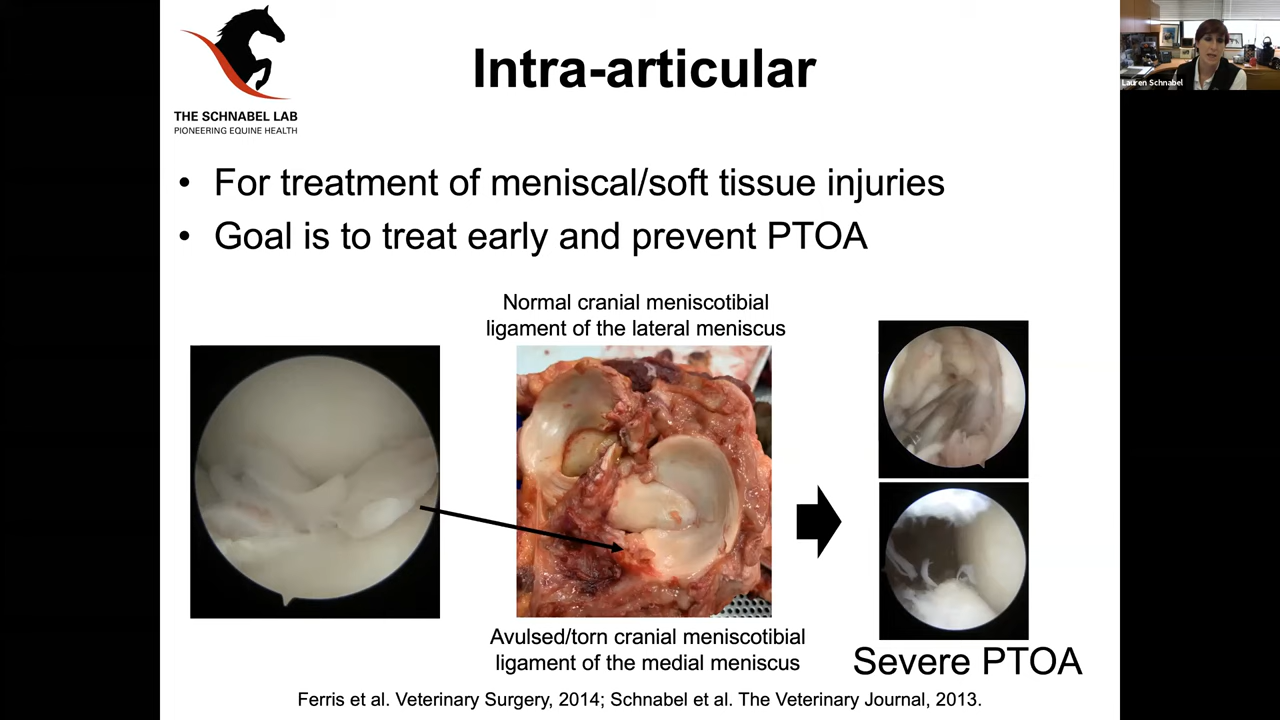 THE SCHNABEL LAB
PIONEERING EQUINE HEALTH
Intra-articular
Lauren Schnabel
• For treatment of meniscal/soft tissue injuries
• Goal is to treat early and prevent PTOA
Normal cranial meniscotibial
ligament of the lateral meniscus
Avulsed/torn cranial meniscotibial
ligament of the medial meniscus
Severe PTOA
Ferris et al. Veterinary Surgery, 2014; Schnabel et al. The Veterinary Journal, 2013.